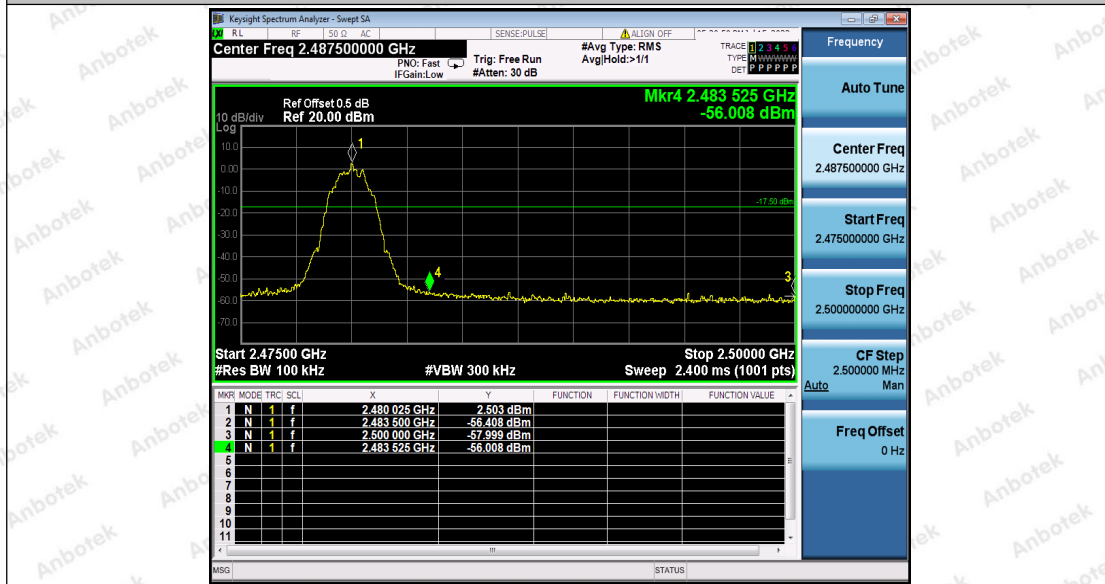 Keysight Spectrum Analyzer - Swept SA
RL RF 50 Ω AC SENSE:PULSE ALIGN OFF
Center Freq 2.487500000 GHz
PNO: Fast
IFGain:Low
Trig: Free Run
#Atten: 30 dB
#Avg Type: RMS
Avg|Hold:>1/1
TRACE 1 2 3 4 5 6
TYPE M WWWWW
DET P P P P P P
Frequency
Auto Tune
Center Freq
2.487500000 GHz
Start Freq
2.475000000 GHz
Stop Freq
2.500000000 GHz
CF Step
2.500000 MHz
Auto Man
Freq Offset
0 Hz
Mkr4 2.483 525 GHz
-56.008 dBm
Ref Offset 0.5 dB
10 dB/div Ref 20.00 dBm
Log
10.0
0.00
-10.0
-20.0
-30.0
-40.0
-50.0
-60.0
-70.0
1
-17.50 dBm
4
3
Start 2.47500 GHz Stop 2.50000 GHz
#Res BW 100 kHz #VBW 300 kHz Sweep 2.400 ms (1001 pts)
MKR MODE TRC SCL X Y FUNCTION FUNCTION WIDTH FUNCTION VALUE
1 N 1 f 2.480 025 GHz 2.503 dBm
2 N 1 f 2.483 500 GHz -56.408 dBm
3 N 1 f 2.500 000 GHz -57.999 dBm
4 N 1 f 2.483 525 GHz -56.008 dBm
5
6
7
8
9
10
11
MSG STATUS
Anbotek